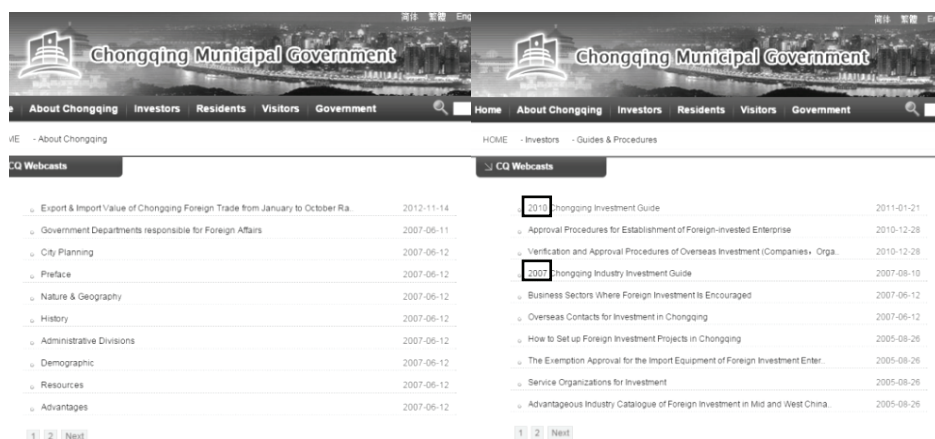 简体 繁體 Eng
Chongqing Municipal Government
About Chongqing Investors Residents Visitors Government
ME - About Chongqing
CQ Webcasts
Export & Import Value of Chongqing Foreign Trade from January to October Ra.. 2012-11-14
Government Departments responsible for Foreign Affairs 2007-06-11
City Planning 2007-06-12
Preface 2007-06-12
Nature & Geography 2007-06-12
History 2007-06-12
Administrative Divisions 2007-06-12
Demographic 2007-06-12
Resources 2007-06-12
Advantages 2007-06-12
1 2 Next
简体 繁體 En
Chongqing Municipal Government
Home About Chongqing Investors Residents Visitors Government
HOME - Investors - Guides & Procedures
CQ Webcasts
2010 Chongqing Investment Guide 2011-01-21
Approval Procedures for Establishment of Foreign-invested Enterprise 2010-12-28
Verification and Approval Procedures of Overseas Investment (Companies, Orga.. 2010-12-28
2007 Chongqing Industry Investment Guide 2007-08-10
Business Sectors Where Foreign Investment Is Encouraged 2007-06-12
Overseas Contacts for Investment in Chongqing 2007-06-12
How to Set up Foreign Investment Projects in Chongqing 2005-08-26
The Exemption Approval for the Import Equipment of Foreign Investment Enter.. 2005-08-26
Service Organizations for Investment 2005-08-26
Advantageous Industry Catalogue of Foreign Investment in Mid and West China.. 2005-08-26
1 2 Next